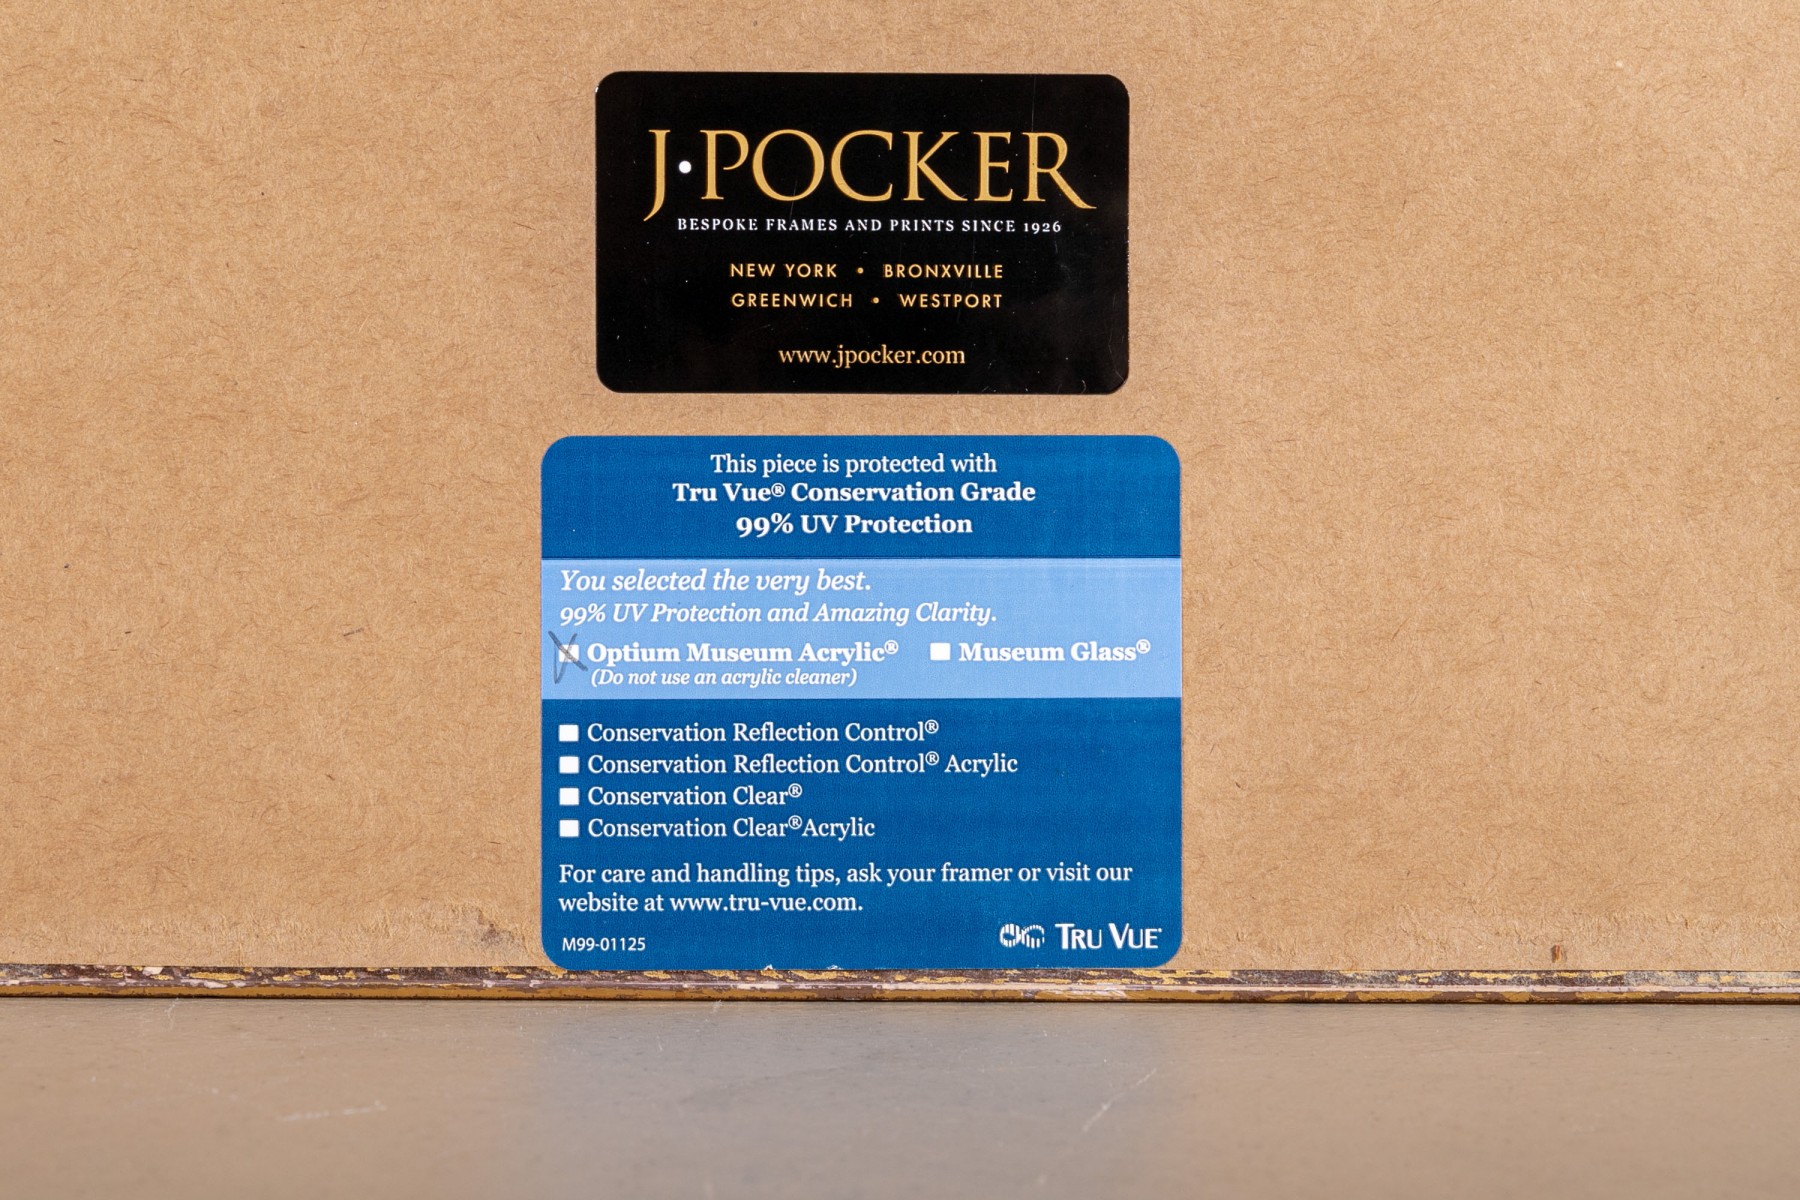 J·POCKER
BESPOKE FRAMES AND PRINTS SINCE 1926
NEW YORK • BRONXVILLE
GREENWICH • WESTPORT
www.jpocker.com
This piece is protected with
Tru Vue® Conservation Grade
99% UV Protection
You selected the very best.
99% UV Protection and Amazing Clarity.
Optium Museum Acrylic® Museum Glass®
(Do not use an acrylic cleaner)
Conservation Reflection Control®
Conservation Reflection Control® Acrylic
Conservation Clear®
Conservation Clear®Acrylic
For care and handling tips, ask your framer or visit our
website at www.tru-vue.com.
M99-01125 TRU VUE